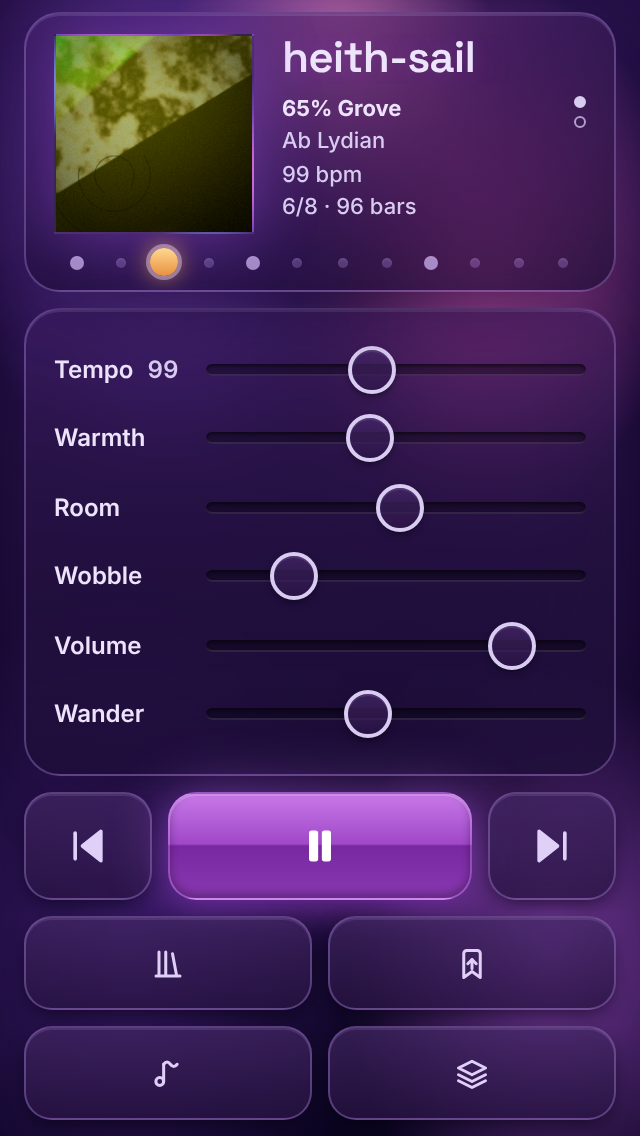 heith-sail
65% Grove
Ab Lydian
99 bpm
6/8 · 96 bars
Tempo 99
Warmth
Room
Wobble
Volume
Wander